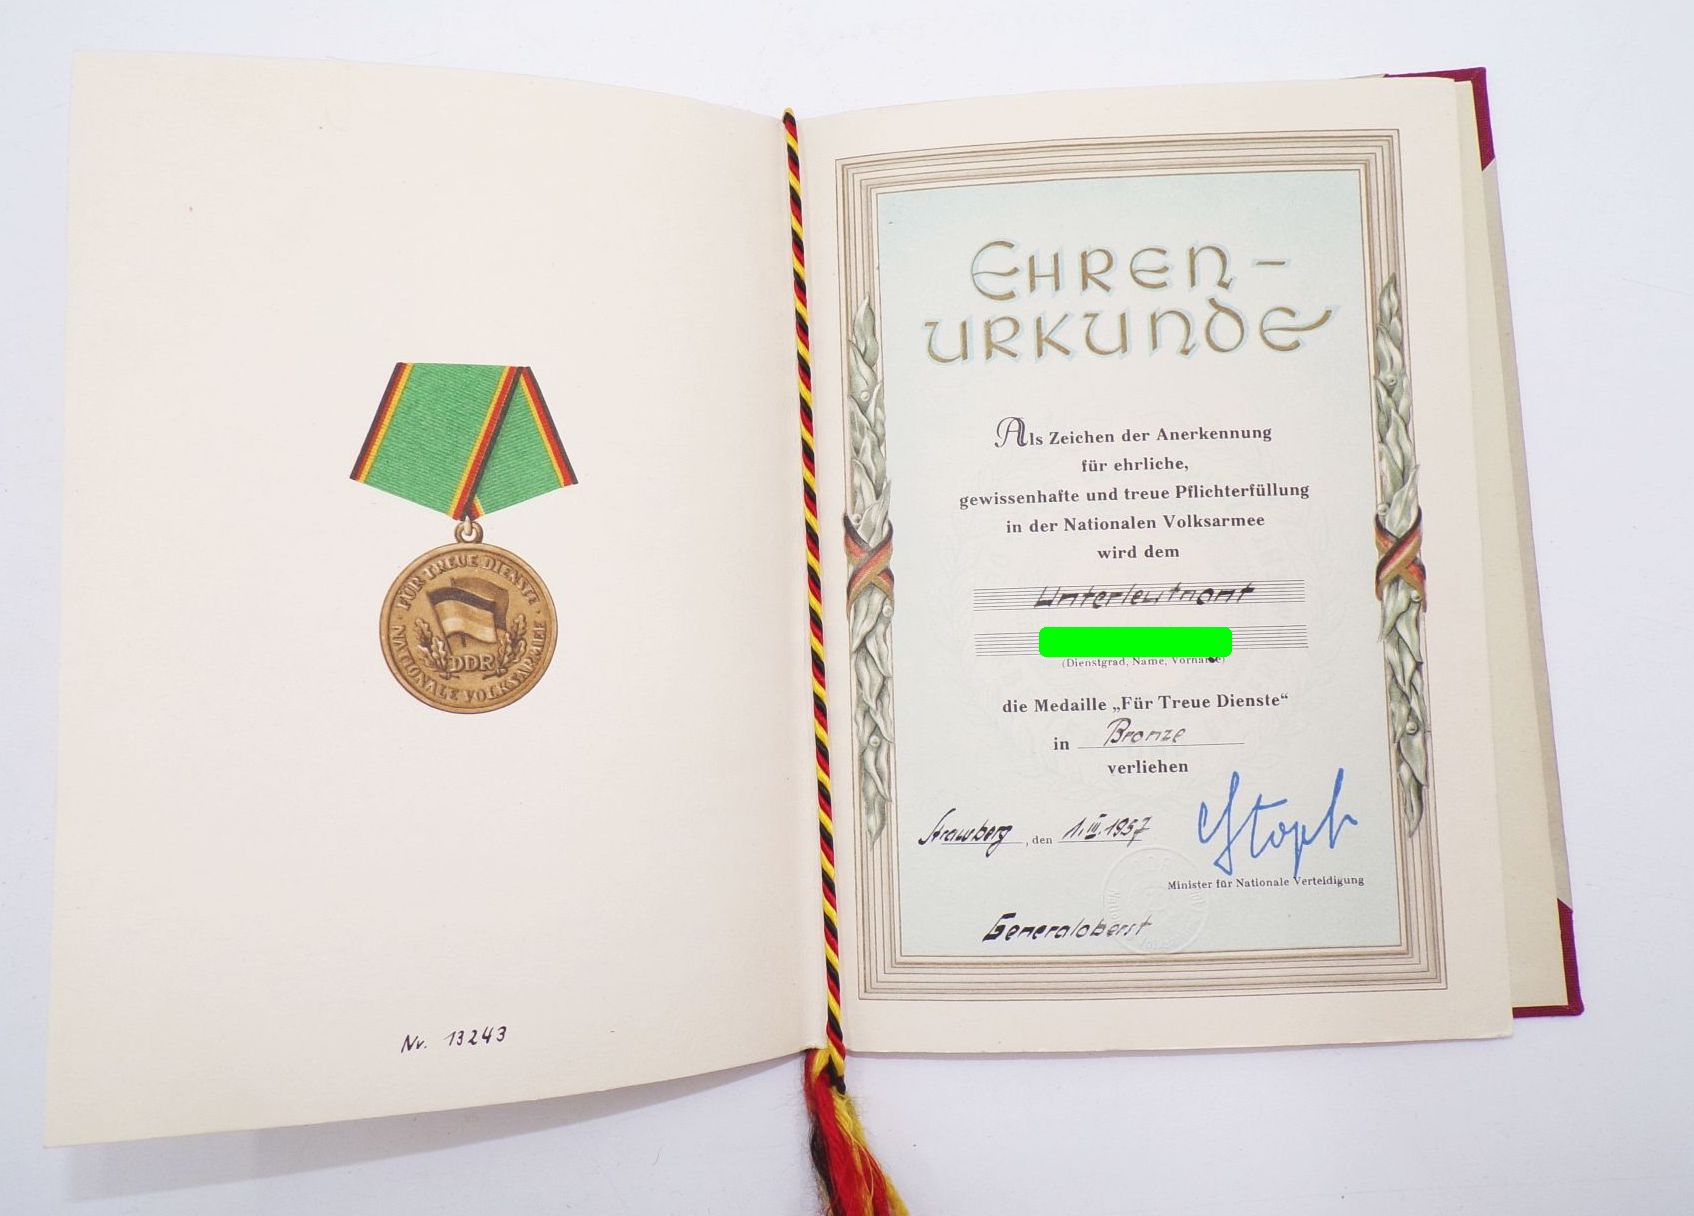 FÜR TREUE DIENSTE
NATIONALE VOLKSARMEE
DDR
Nr. 13243
EHREN-
URKUNDE
Als Zeichen der Anerkennung
für ehrliche,
gewissenhafte und treue Pflichterfüllung
in der Nationalen Volksarmee
wird dem
Unterleutnant
(Dienstgrad, Name, Vorname)
die Medaille „Für Treue Dienste“
in Bronze
verliehen
Strausberg, den 1.III.1957
Stoph
Minister für Nationale Verteidigung
Generaloberst